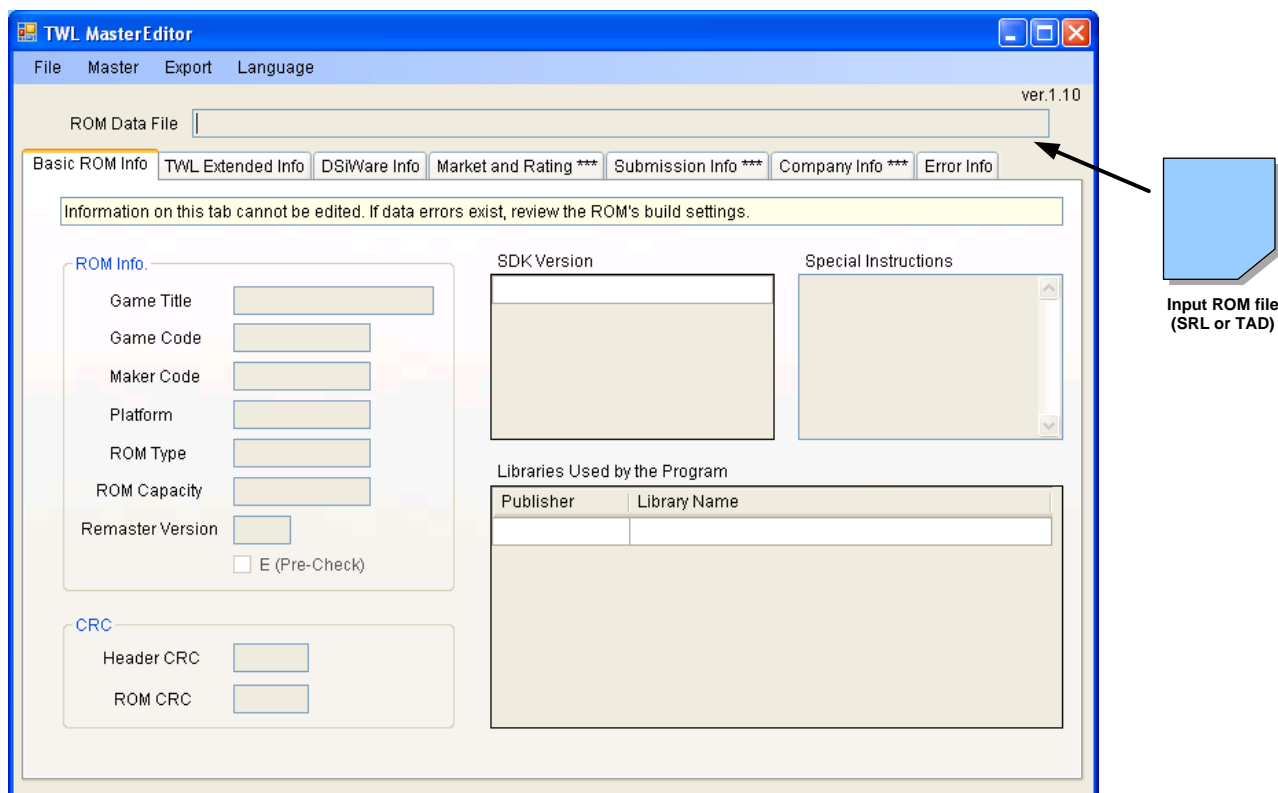 TWL MasterEditor
File Master Export Language
ver.1.10
ROM Data File
Basic ROM Info TWL Extended Info DSiWare Info Market and Rating *** Submission Info *** Company Info *** Error Info
Information on this tab cannot be edited. If data errors exist, review the ROM's build settings.
ROM Info.
Game Title
Game Code
Maker Code
Platform
ROM Type
ROM Capacity
Remaster Version
E (Pre-Check)
CRC
Header CRC
ROM CRC
SDK Version
Special Instructions
Libraries Used by the Program
Publisher Library Name
Input ROM file
(SRL or TAD)